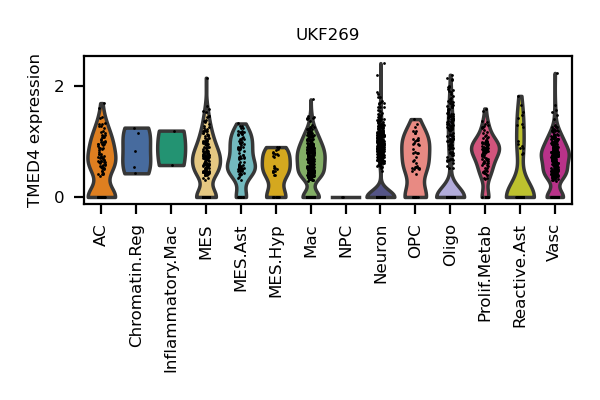 UKF269
TMED4 expression
2
0
AC
Chromatin.Reg
Inflammatory.Mac
MES
MES.Ast
MES.Hyp
Mac
NPC
Neuron
OPC
Oligo
Prolif.Metab
Reactive.Ast
Vasc